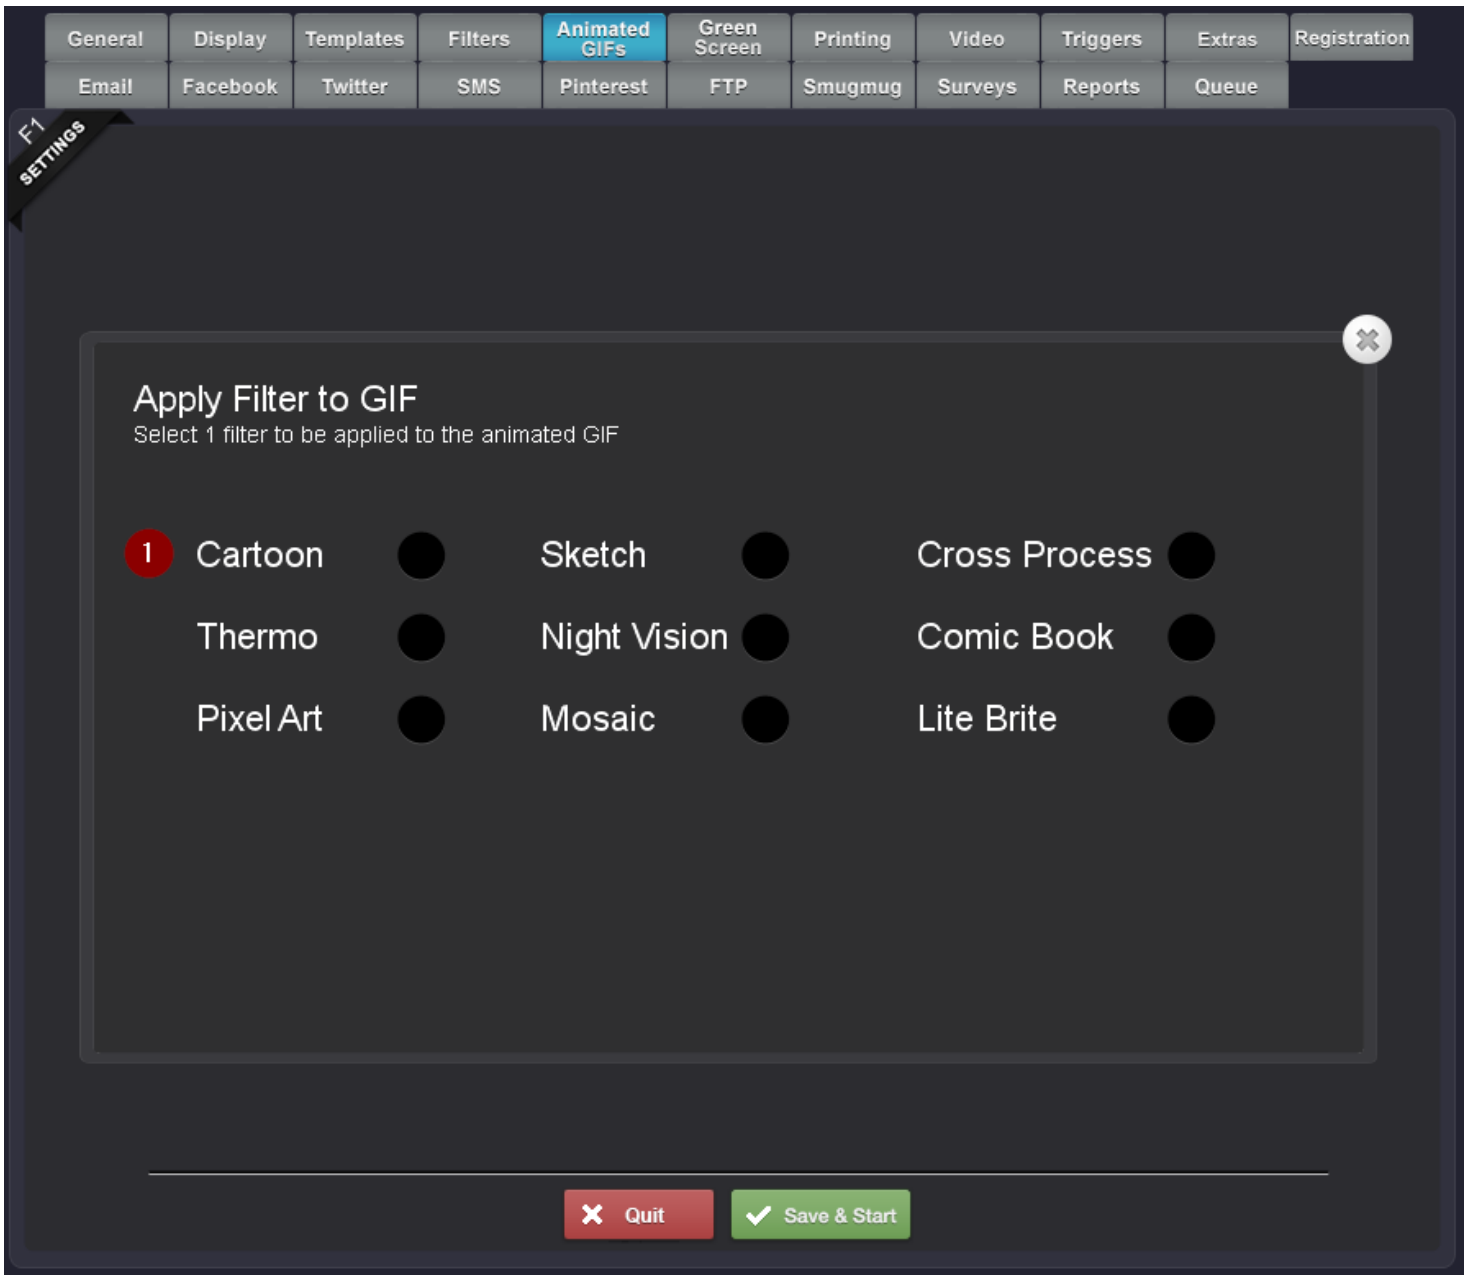 General Display Templates Filters Animated GIFs Green Screen Printing Video Triggers Extras Registration
Email Facebook Twitter SMS Pinterest FTP Smugmug Surveys Reports Queue
F1
SETTINGS
Apply Filter to GIF
Select 1 filter to be applied to the animated GIF
1 Cartoon Sketch Cross Process
Thermo Night Vision Comic Book
Pixel Art Mosaic Lite Brite
Quit Save & Start